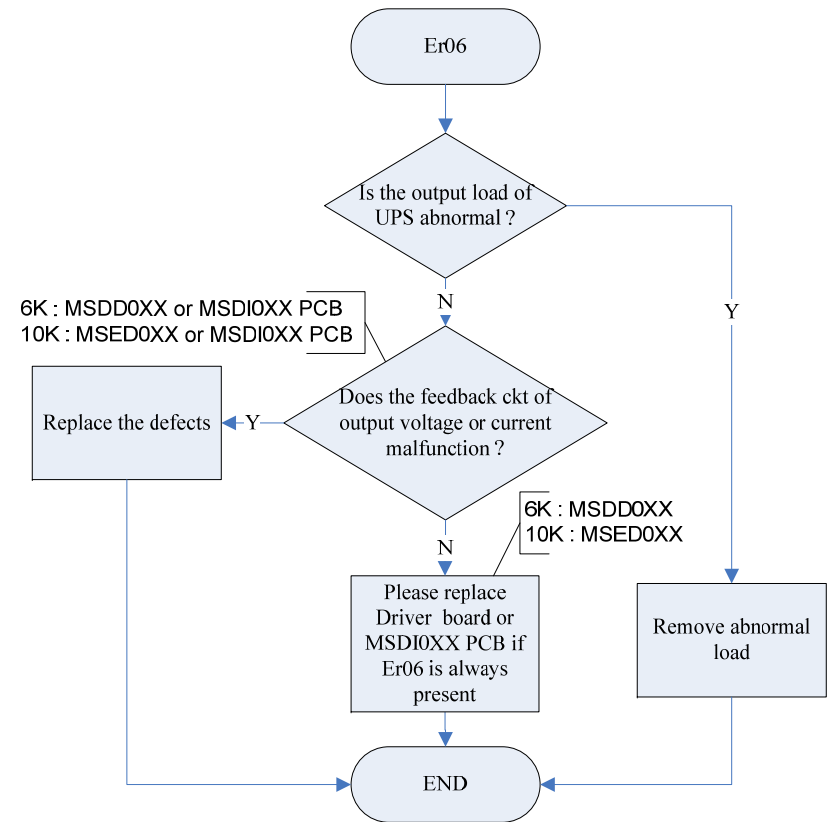 Er06
Is the output load of
UPS abnormal ?
N
Y
6K : MSDD0XX or MSDI0XX PCB
10K : MSED0XX or MSDI0XX PCB
Does the feedback ckt of
output voltage or current
malfunction ?
Y
Replace the defects
N
6K : MSDD0XX
10K : MSED0XX
Please replace
Driver board or
MSDI0XX PCB if
Er06 is always
present
Remove abnormal
load
END